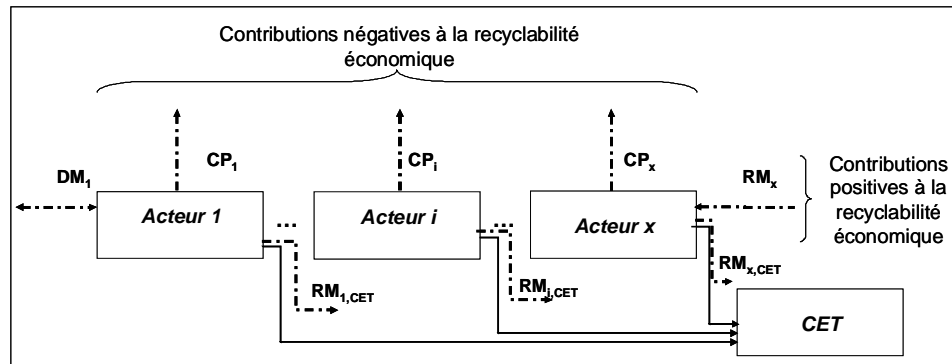 Contributions négatives à la recyclabilité
économique
CP1
CPi
CPx
DM1
RMx
Contributions
positives à la
recyclabilité
économique
Acteur 1
Acteur i
Acteur x
RM1,CET
RMi,CET
RMx,CET
CET